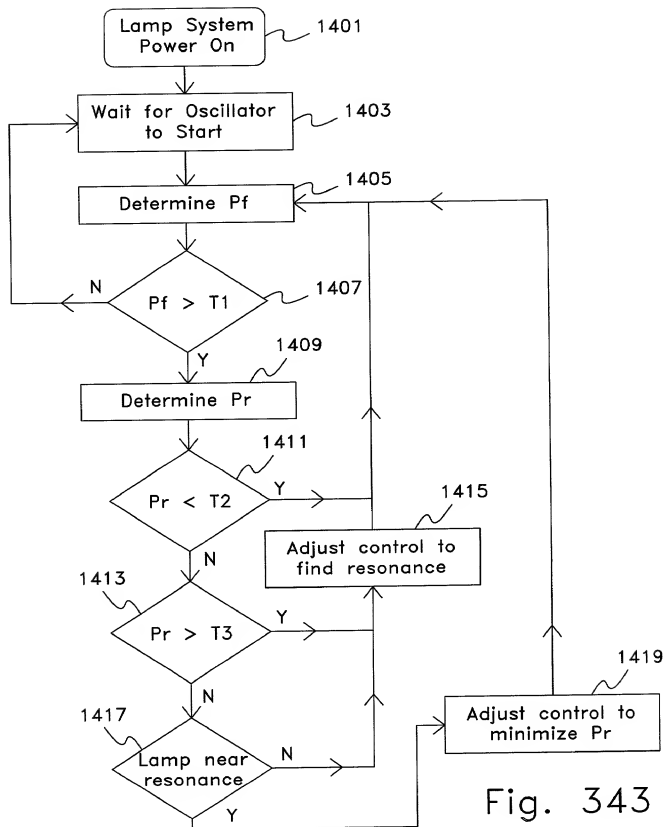 Lamp System
Power On
1401
Wait for Oscillator
to Start
1403
1405
Determine Pf
N
Pf > T1
1407
Y
1409
Determine Pr
1411
Pr < T2
Y
1415
N
Adjust control to
find resonance
1413
Pr > T3
Y
N
1419
1417
Adjust control to
minimize Pr
Lamp near
resonance
N
Y
Fig. 343